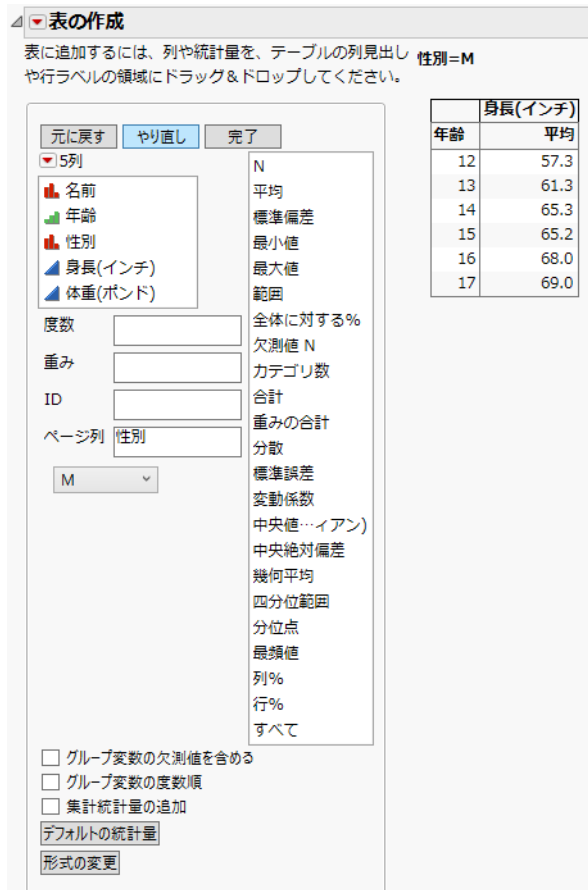 表の作成
表に追加するには、列や統計量を、テーブルの列見出し
や行ラベルの領域にドラッグ＆ドロップしてください。
元に戻す やり直し 完了
5列
名前
年齢
性別
身長(インチ)
体重(ポンド)
度数
重み
ID
ページ列 性別
M
N
平均
標準偏差
最小値
最大値
範囲
全体に対する%
欠測値 N
カテゴリ数
合計
重みの合計
分散
標準誤差
変動係数
中央値…ィアン)
中央絶対偏差
幾何平均
四分位範囲
分位点
最頻値
列%
行%
すべて
グループ変数の欠測値を含める
グループ変数の度数順
集計統計量の追加
デフォルトの統計量
形式の変更
性別=M
身長(インチ)
年齢 平均
12 57.3
13 61.3
14 65.3
15 65.2
16 68.0
17 69.0